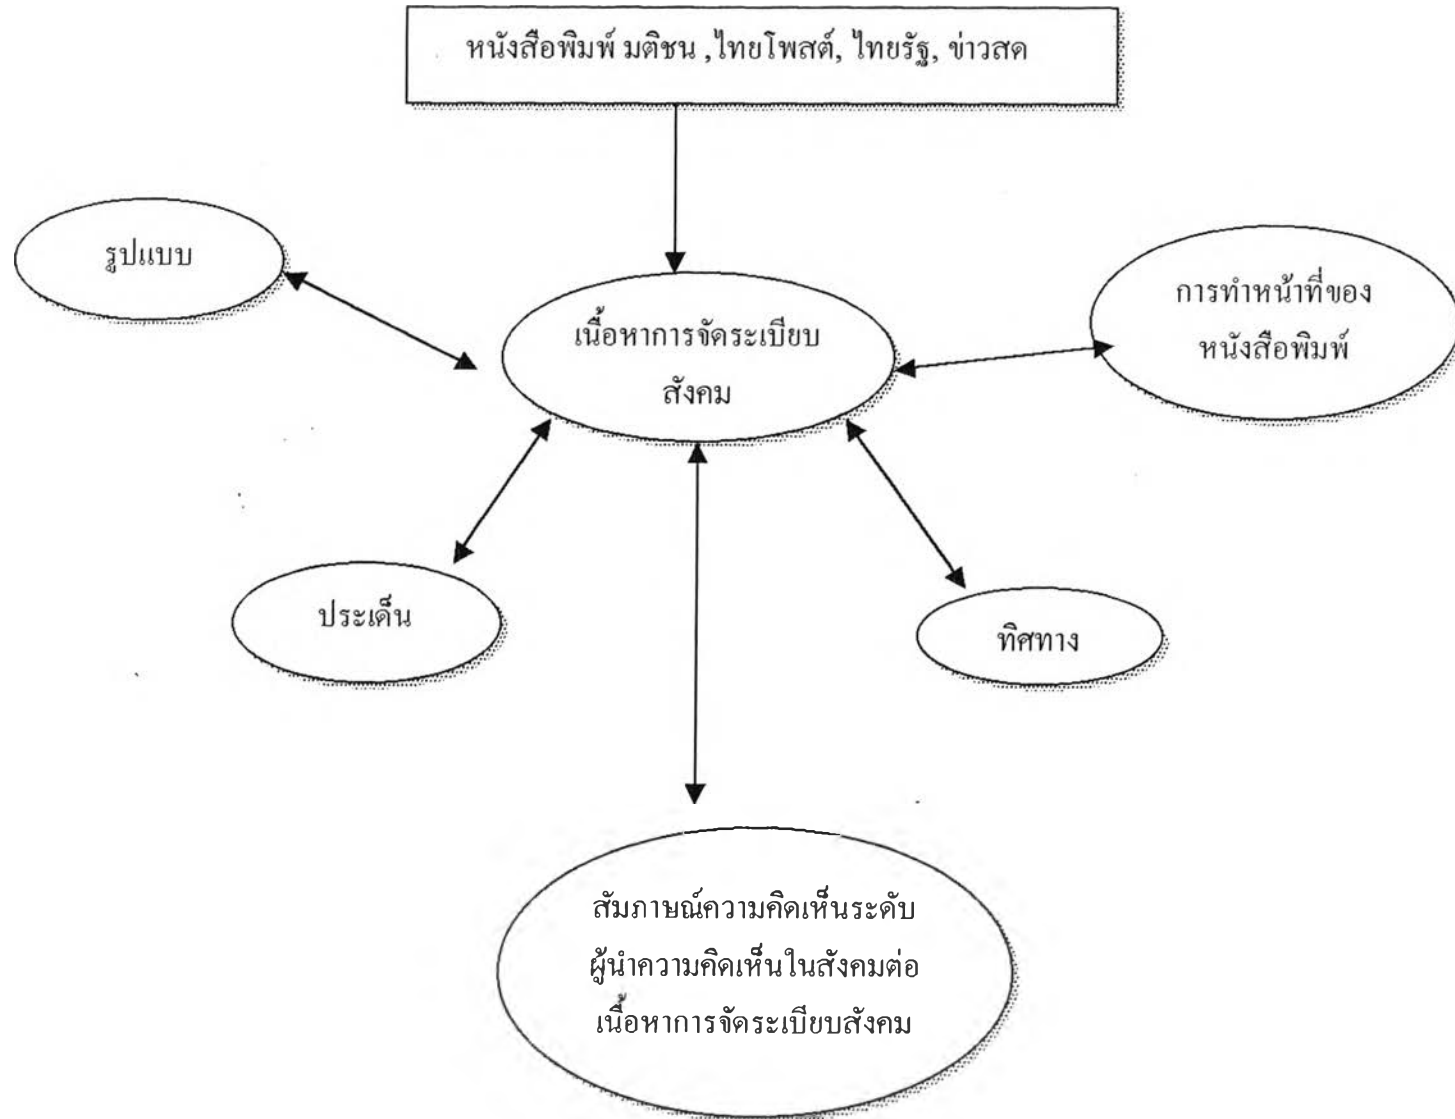 หนังสือพิมพ์ มติชน ,ไทยโพสต์, ไทยรัฐ, ข่าวสด
รูปแบบ
การทำหน้าที่ของ
หนังสือพิมพ์
เนื้อหาการจัดระเบียบ
สังคม
ประเด็น
ทิศทาง
สัมภาษณ์ความคิดเห็นระดับ
ผู้นำความคิดเห็นในสังคมต่อ
เนื้อหาการจัดระเบียบสังคม